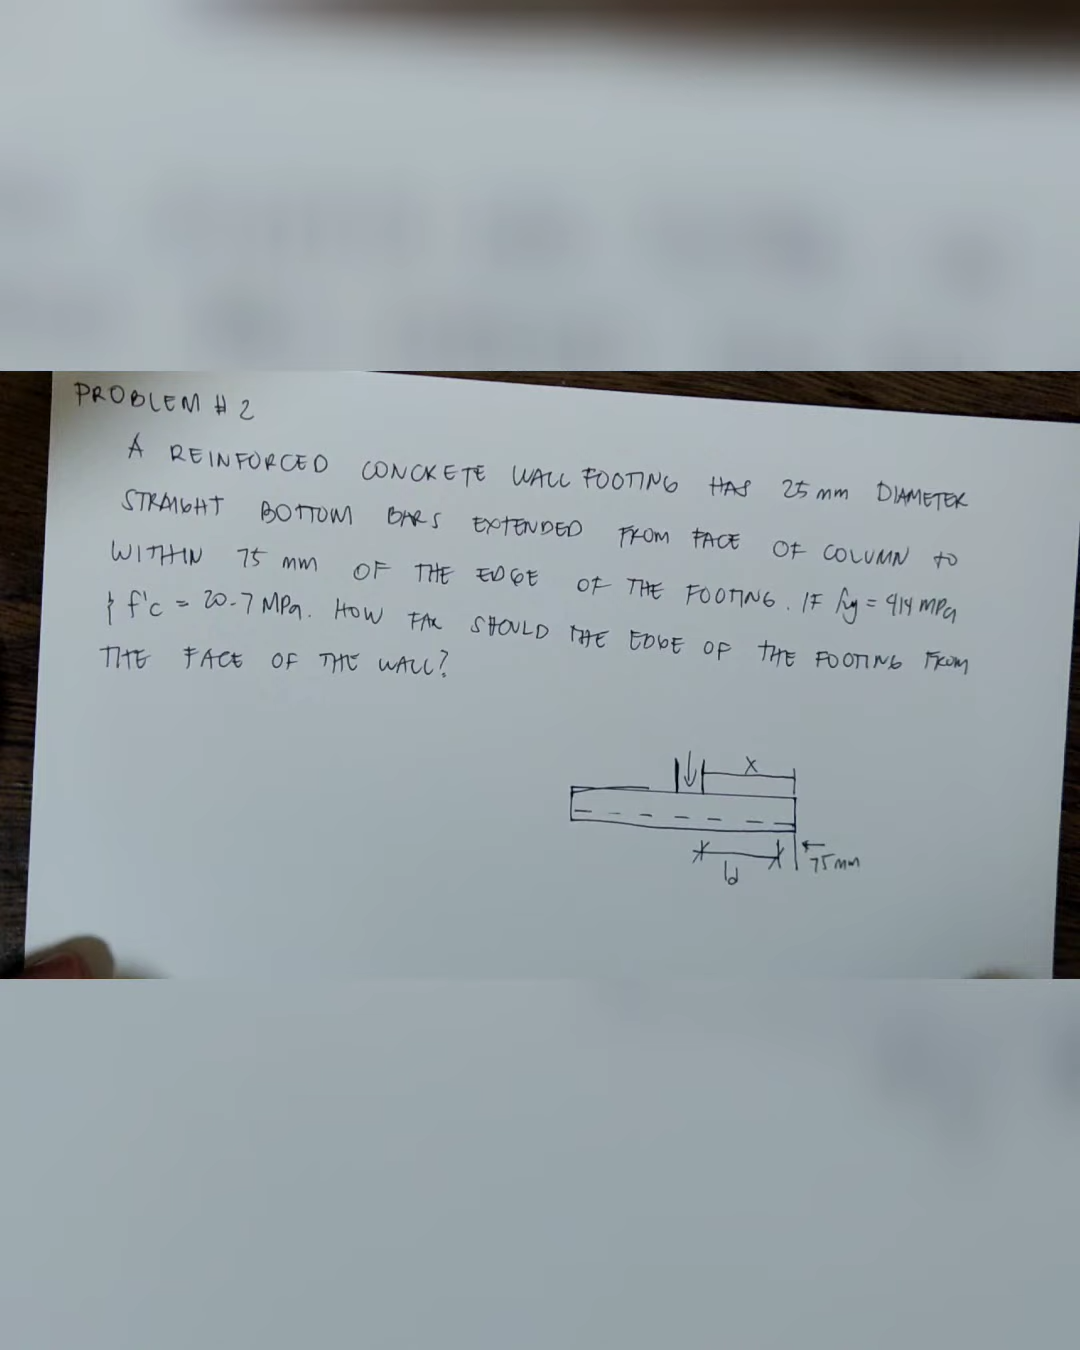 PROBLEM # 2
A REINFORCED CONCRETE WALL FOOTING HAS 25 mm DIAMETER
STRAIGHT BOTTOM BARS EXTENDED FROM FACE OF COLUMN TO
WITHIN 75 mm OF THE EDGE OF THE FOOTING. IF fy = 414 MPa
& f'c = 20.7 MPa. HOW FAR SHOULD THE EDGE OF THE FOOTING FROM
THE FACE OF THE WALL?
X
ld
75 mm